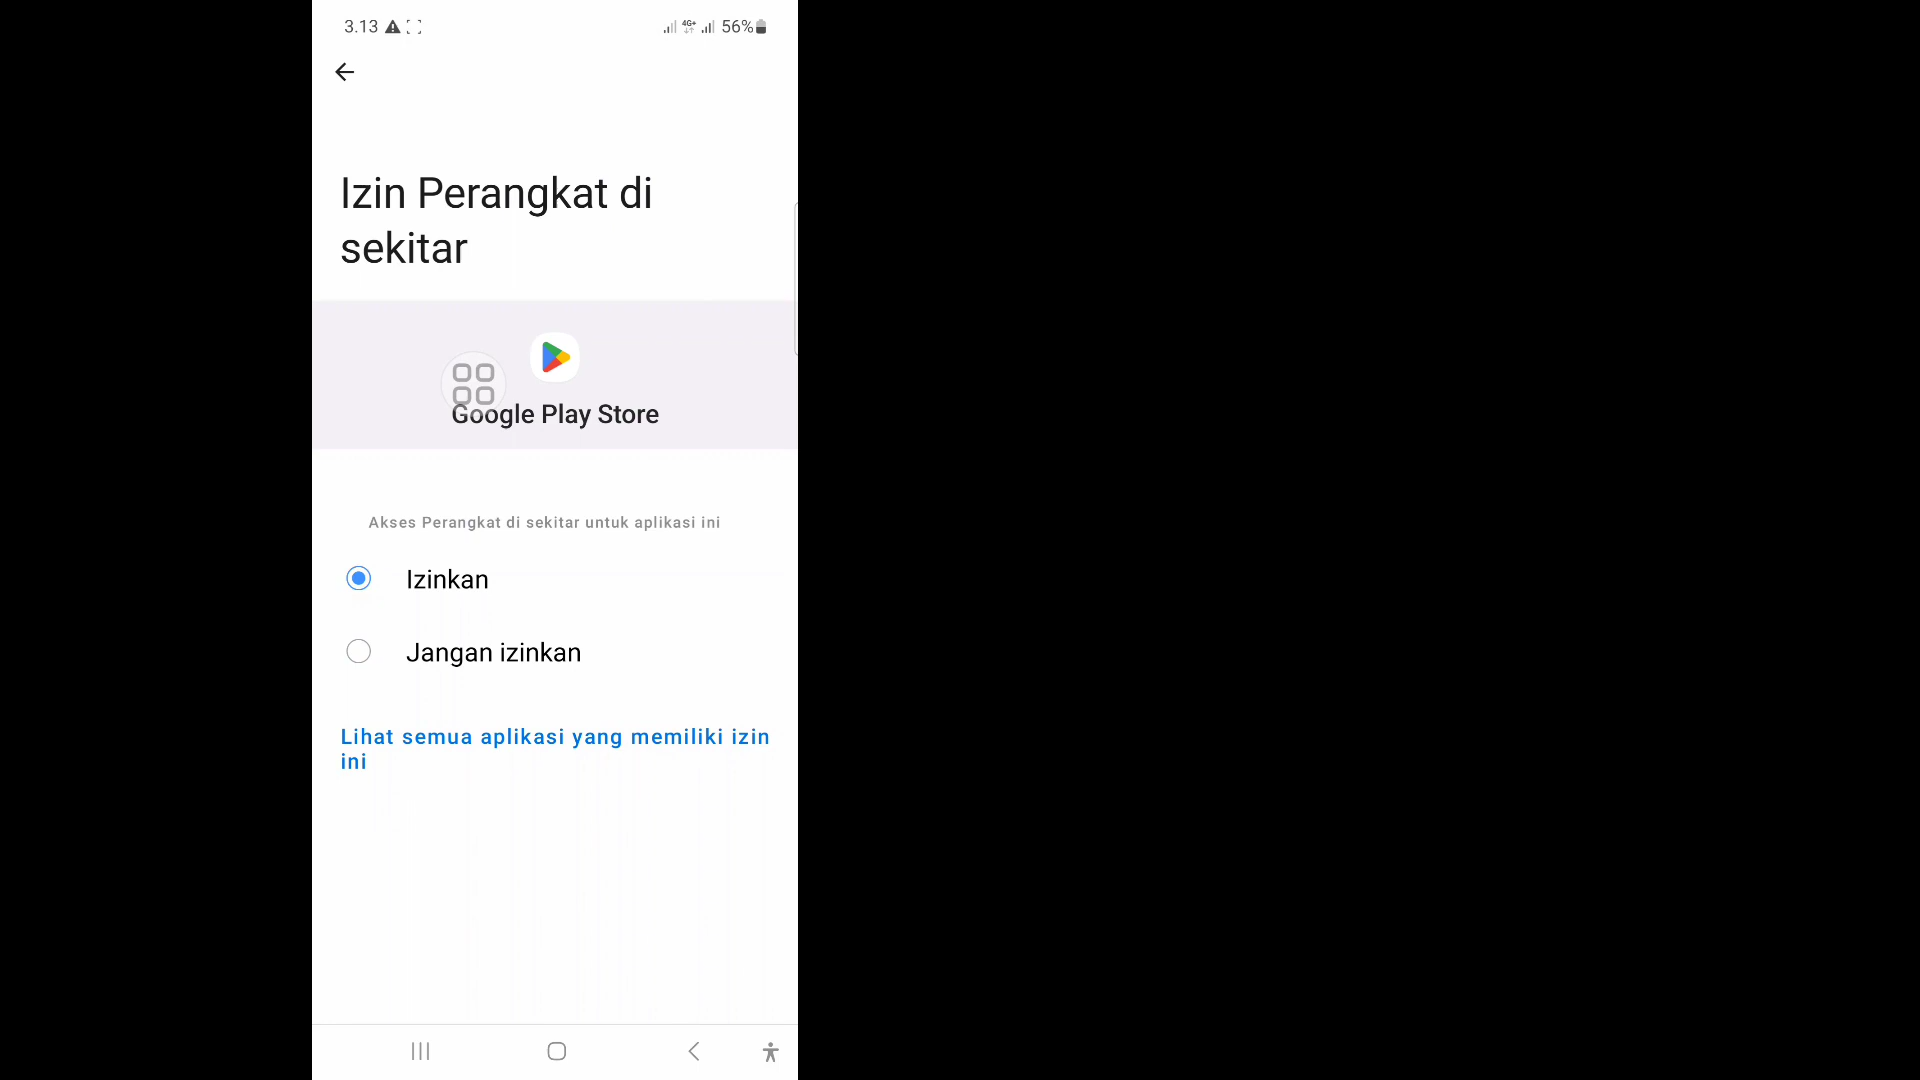 3.13
4G+
56%
Izin Perangkat di
sekitar
Google Play Store
Akses Perangkat di sekitar untuk aplikasi ini
Izinkan
Jangan izinkan
Lihat semua aplikasi yang memiliki izin
ini